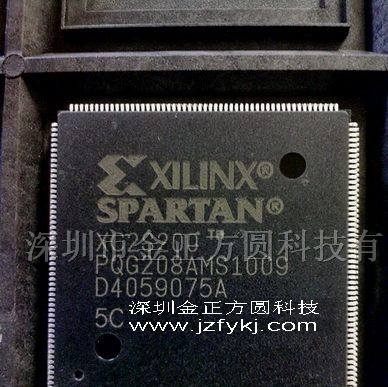 XILINX®
SPARTAN®
深圳市金正方圆科技有
PQG208AMS1009
D4059075A
5C
深圳金正方圆科技
www.jzfykj.com